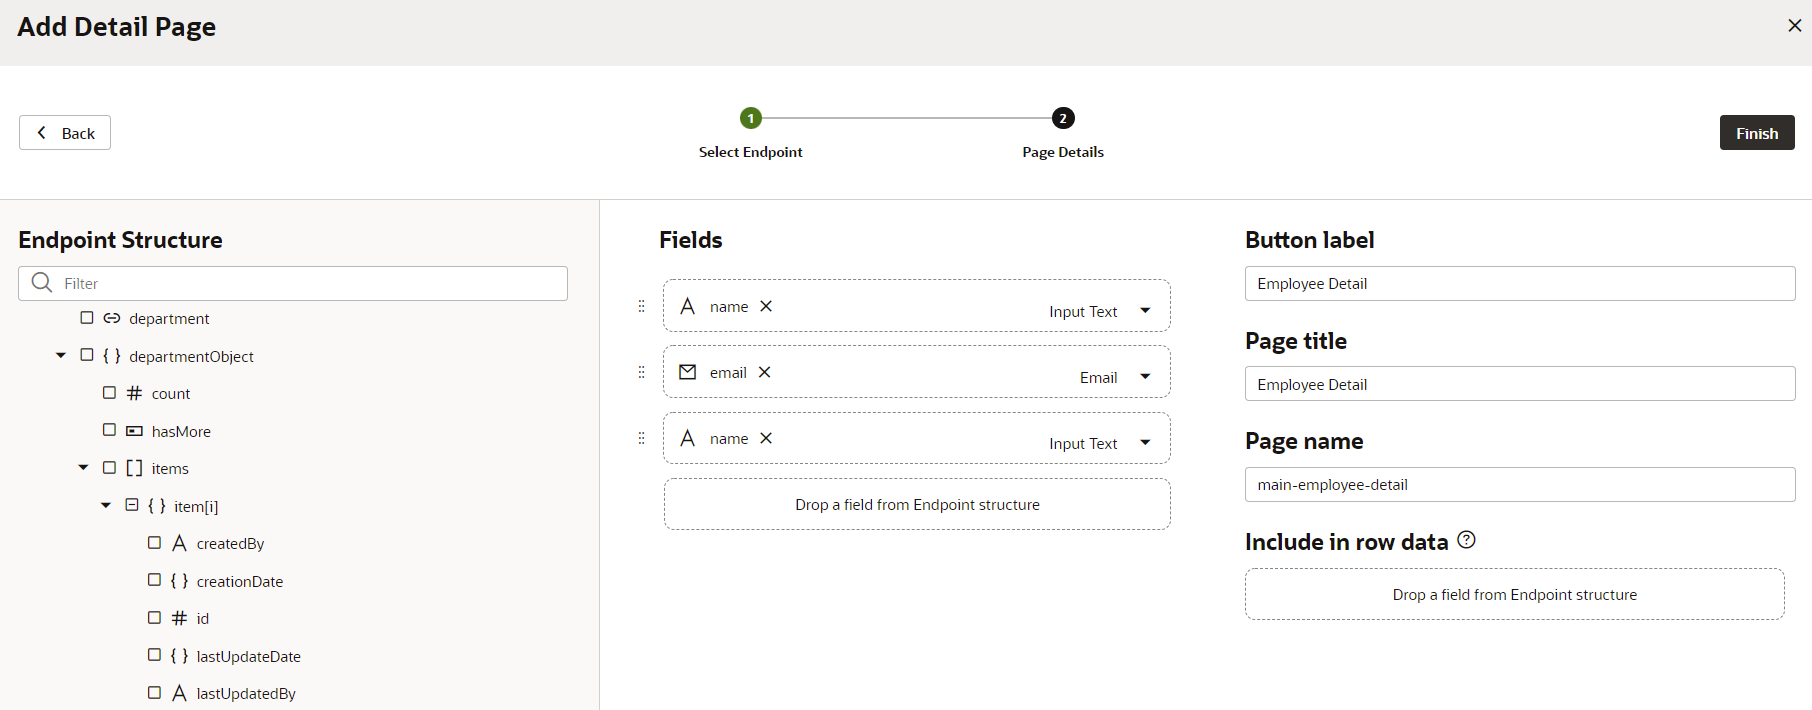 Add Detail Page
Back
1
2
Select Endpoint
Page Details
Finish
Endpoint Structure
Filter
department
{ } departmentObject
# count
hasMore
[ ] items
{ } item[i]
A createdBy
{ } creationDate
# id
{ } lastUpdateDate
A lastUpdatedBy
Fields
A name Input Text
email Email
A name Input Text
Drop a field from Endpoint structure
Button label
Employee Detail
Page title
Employee Detail
Page name
main-employee-detail
Include in row data ?
Drop a field from Endpoint structure